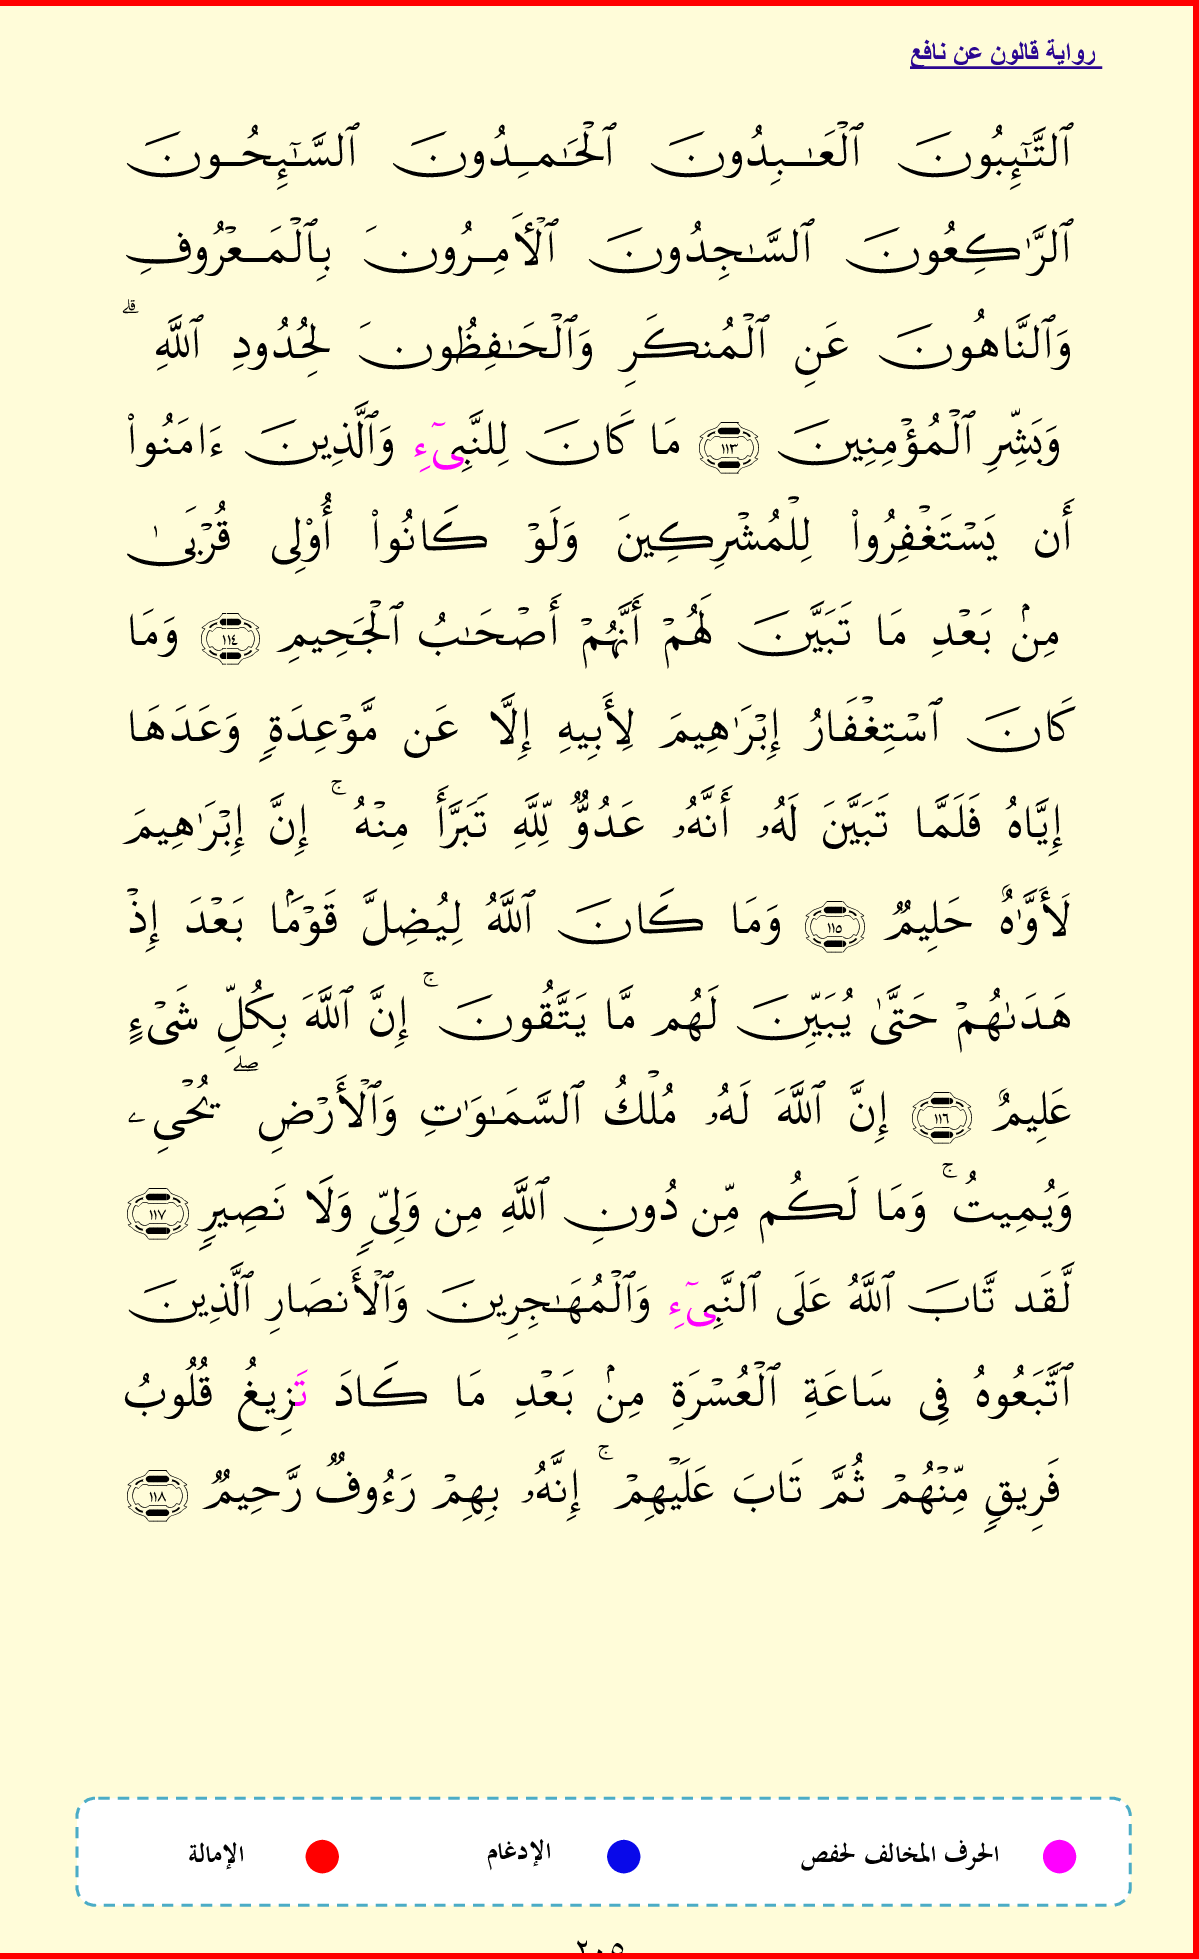 رواية قالون عن نافع
ٱلتَّٰٓئِبُونَ ٱلْعَٰبِدُونَ ٱلْحَٰمِدُونَ ٱلسَّٰٓئِحُونَ
ٱلرَّٰكِعُونَ ٱلسَّٰجِدُونَ ٱلْأٓمِرُونَ بِٱلْمَعْرُوفِ
وَٱلنَّاهُونَ عَنِ ٱلْمُنكَرِ وَٱلْحَٰفِظُونَ لِحُدُودِ ٱللَّهِ ۗ
وَبَشِّرِ ٱلْمُؤْمِنِينَ ١١٣ مَا كَانَ لِلنَّبِىٓءِ وَٱلَّذِينَ ءَامَنُوا۟
أَن يَسْتَغْفِرُوا۟ لِلْمُشْرِكِينَ وَلَوْ كَانُوا۟ أُو۟لِى قُرْبَىٰ
مِنۢ بَعْدِ مَا تَبَيَّنَ لَهُمْ أَنَّهُمْ أَصْحَٰبُ ٱلْجَحِيمِ ١١٤ وَمَا
كَانَ ٱسْتِغْفَارُ إِبْرَٰهِيمَ لِأَبِيهِ إِلَّا عَن مَّوْعِدَةٍ وَعَدَهَا
إِيَّاهُ فَلَمَّا تَبَيَّنَ لَهُۥ أَنَّهُۥ عَدُوٌّ لِّلَّهِ تَبَرَّأَ مِنْهُ ۚ إِنَّ إِبْرَٰهِيمَ
لَأَوَّٰهٌ حَلِيمٌ ١١٥ وَمَا كَانَ ٱللَّهُ لِيُضِلَّ قَوْمَۢا بَعْدَ إِذْ
هَدَىٰهُمْ حَتَّىٰ يُبَيِّنَ لَهُم مَّا يَتَّقُونَ ۚ إِنَّ ٱللَّهَ بِكُلِّ شَىْءٍ
عَلِيمٌ ١١٦ إِنَّ ٱللَّهَ لَهُۥ مُلْكُ ٱلسَّمَٰوَٰتِ وَٱلْأَرْضِ ۖ يُحْىِۦ
وَيُمِيتُ ۚ وَمَا لَكُم مِّن دُونِ ٱللَّهِ مِن وَلِىٍّ وَلَا نَصِيرٍ ١١٧
لَّقَد تَّابَ ٱللَّهُ عَلَى ٱلنَّبِىٓءِ وَٱلْمُهَٰجِرِينَ وَٱلْأَنصَارِ ٱلَّذِينَ
ٱتَّبَعُوهُ فِى سَاعَةِ ٱلْعُسْرَةِ مِنۢ بَعْدِ مَا كَادَ تَزِيغُ قُلُوبُ
فَرِيقٍ مِّنْهُمْ ثُمَّ تَابَ عَلَيْهِمْ ۚ إِنَّهُۥ بِهِمْ رَءُوفٌ رَّحِيمٌ ١١٨
الحرف المخالف لحفص الإدغام الإمالة
٢٠٥